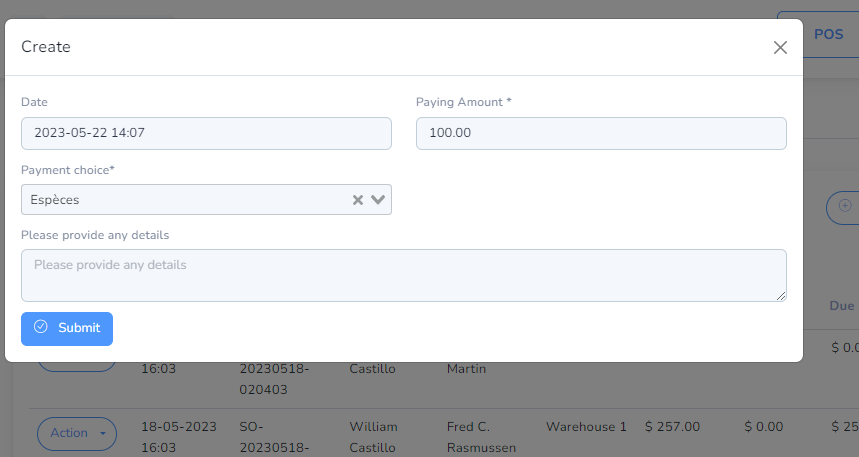 POS
Create
Date
Paying Amount *
2023-05-22 14:07
100.00
Payment choice*
Espèces
Please provide any details
Please provide any details
Submit
Due
$ 0.0
16:03
20230518-
Castillo
Martin
020403
Action
18-05-2023
SO-
William
Fred C.
Warehouse 1
$ 257.00
$ 0.00
$ 25
16:03
20230518-
Castillo
Rasmussen